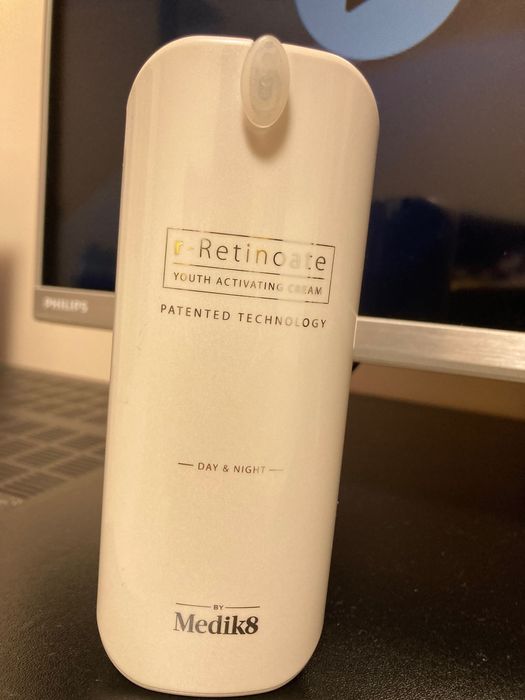 r-Retinoate
YOUTH ACTIVATING CREAM
PATENTED TECHNOLOGY
DAY & NIGHT
BY
Medik8
PHILIPS